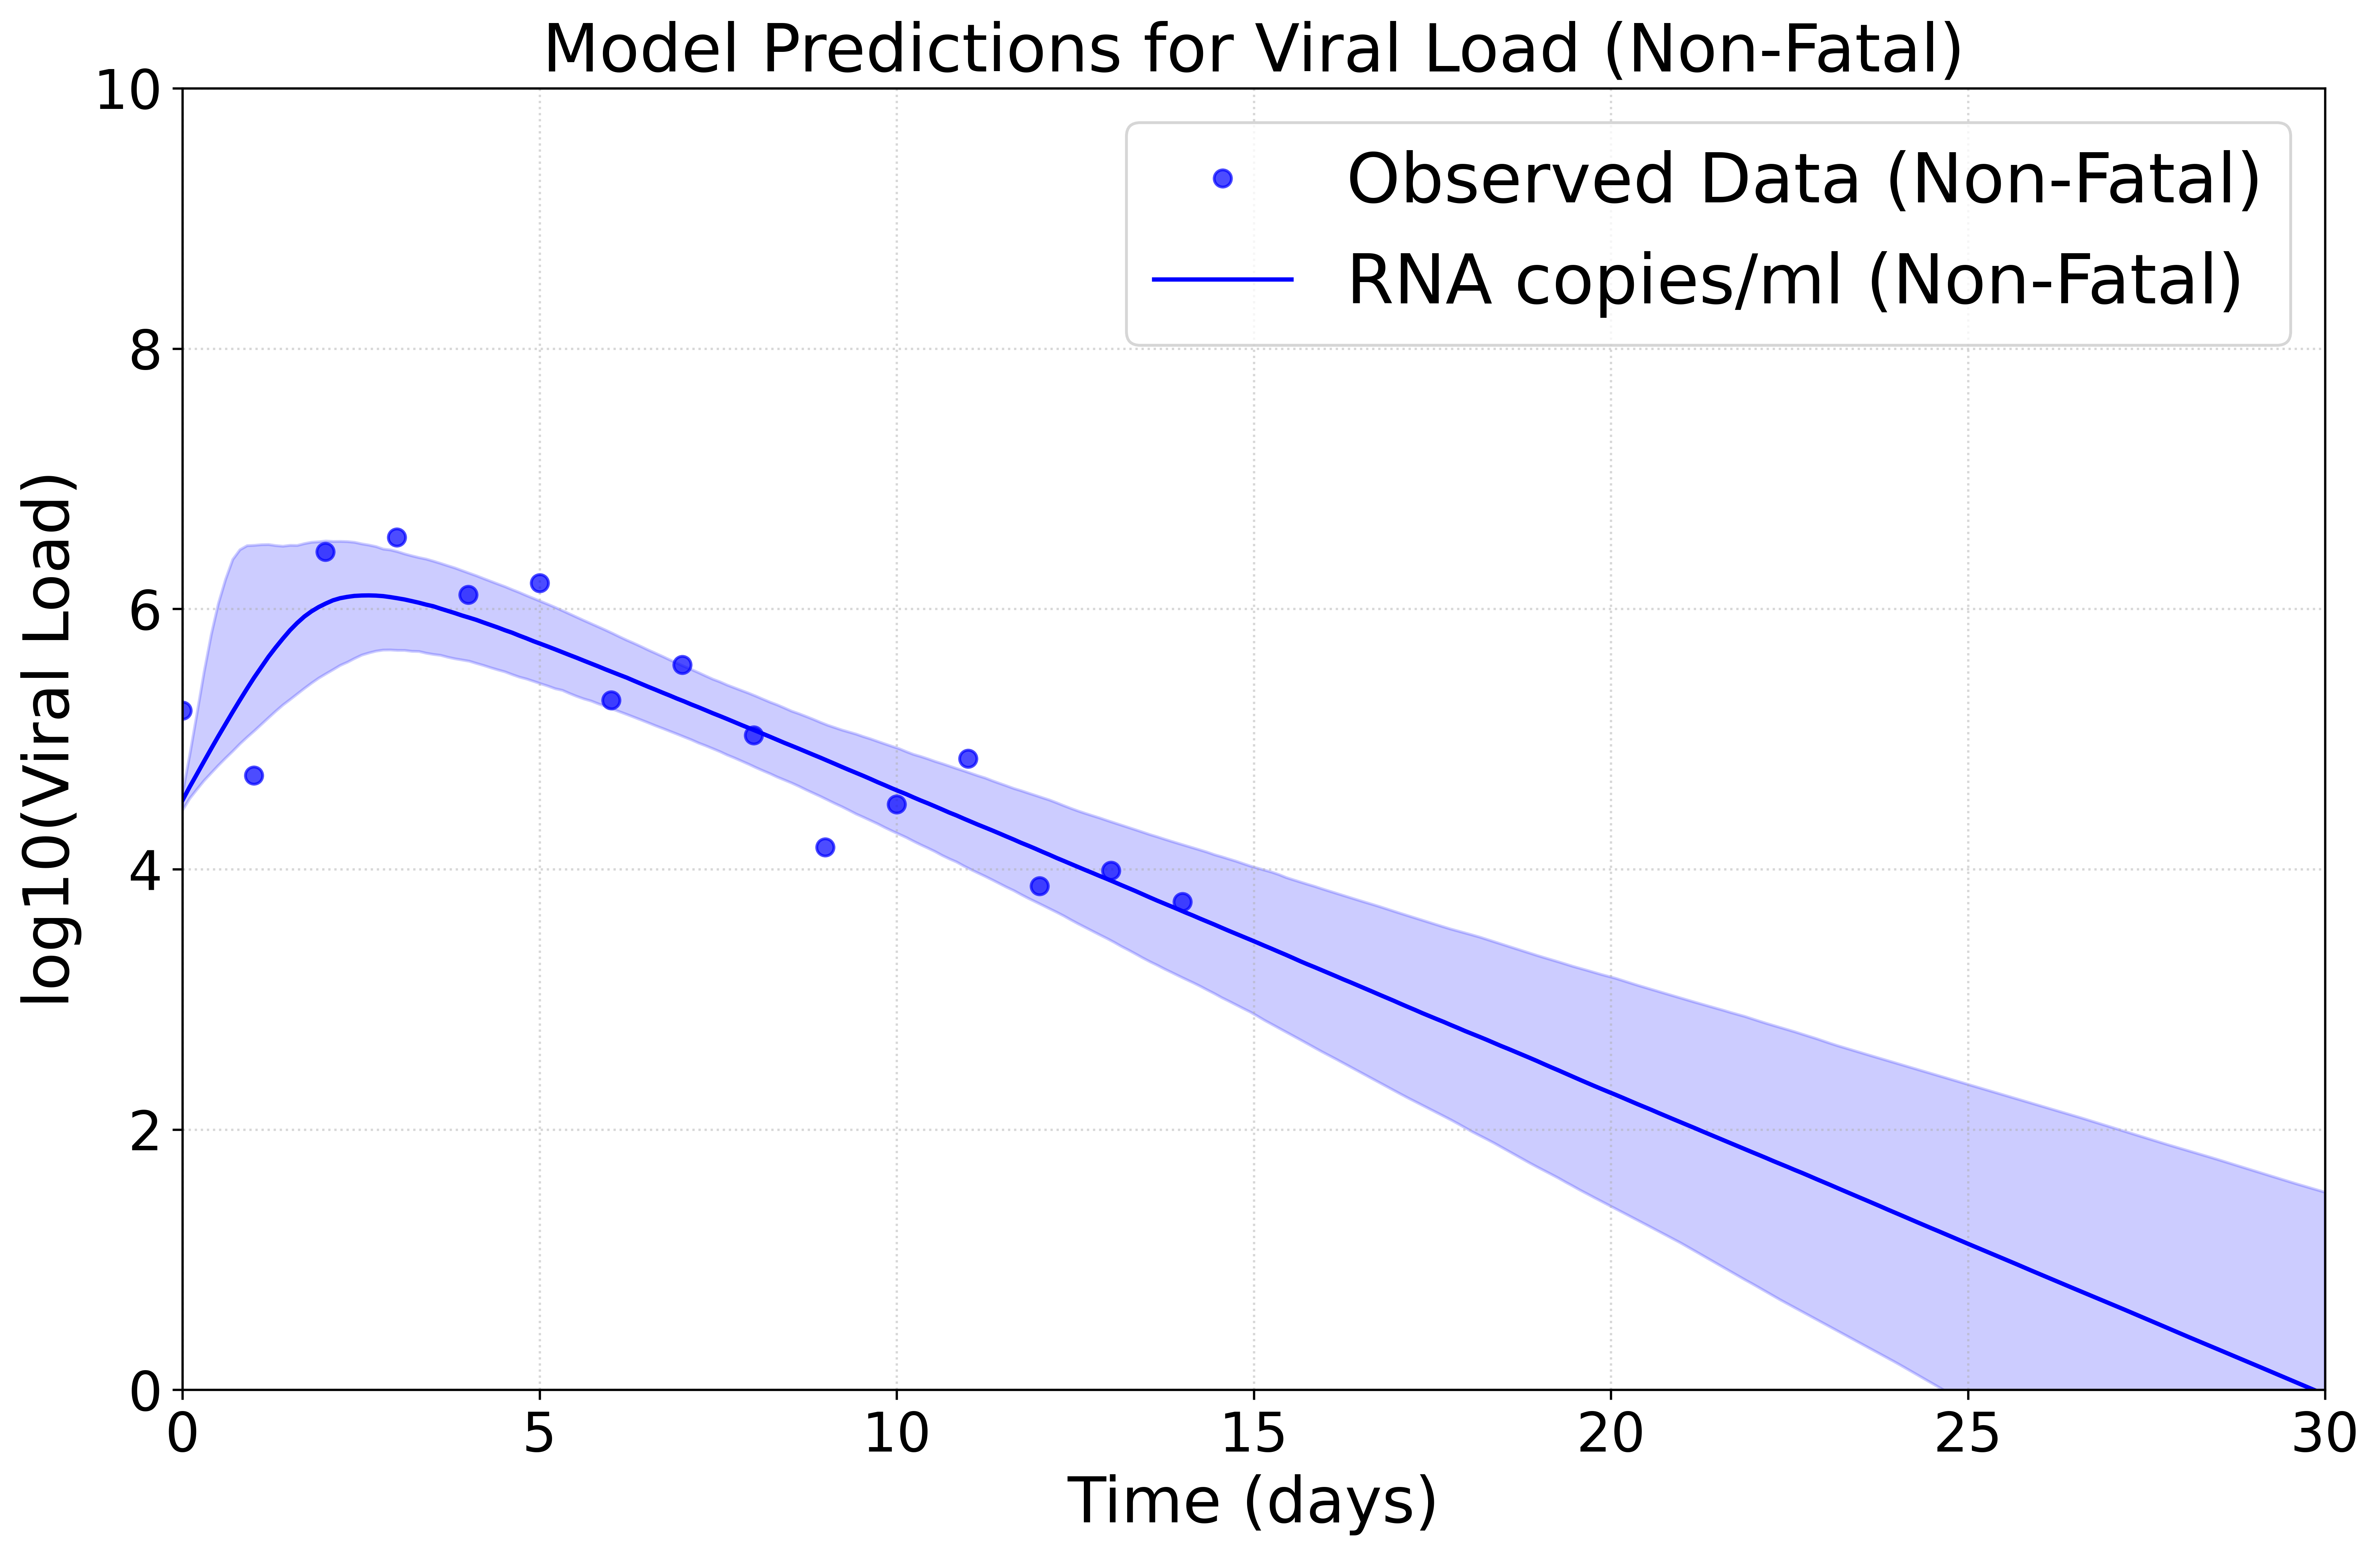 Model Predictions for Viral Load (Non-Fatal)
Observed Data (Non-Fatal)
RNA copies/ml (Non-Fatal)
log10(Viral Load)
10
8
6
4
2
0
0 5 10 15 20 25 30
Time (days)